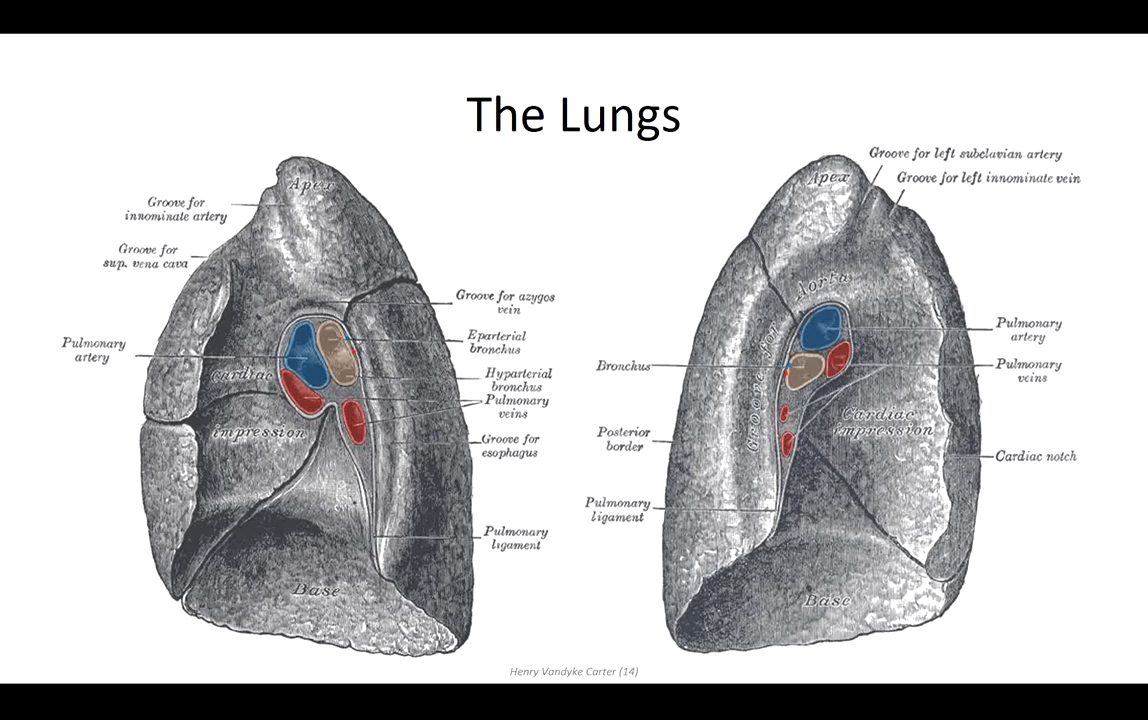 The Lungs
Apex
Groove for
innominate artery
Groove for
sup. vena cava
Pulmonary
artery
cardiac
impression
Groove for azygos
vein
Eparterial
bronchus
Hyparterial
bronchus
Pulmonary
veins
Groove for
esophagus
Pulmonary
ligament
Base
Groove for left subclavian artery
Groove for left innominate vein
Apex
Aorta
Groove for
Pulmonary
artery
Bronchus
Pulmonary
veins
Cardiac
impression
Posterior
border
Cardiac notch
Pulmonary
ligament
Base
Henry Vandyke Carter (14)